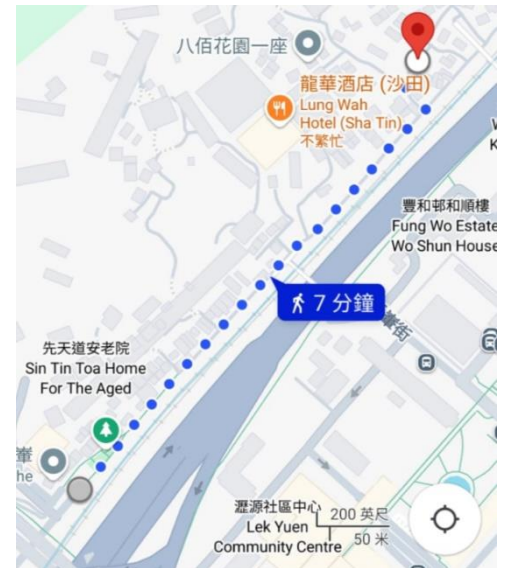 八佰花園一座
龍華酒店 (沙田)
Lung Wah
Hotel (Sha Tin)
不繁忙
K
豐和邨和順樓
Fung Wo Estate
Wo Shun House
7 分鐘
街
先天道安老院
Sin Tin Toa Home
For The Aged
he
瀝源社區中心
Lek Yuen
Community Centre
200 英尺
50 米